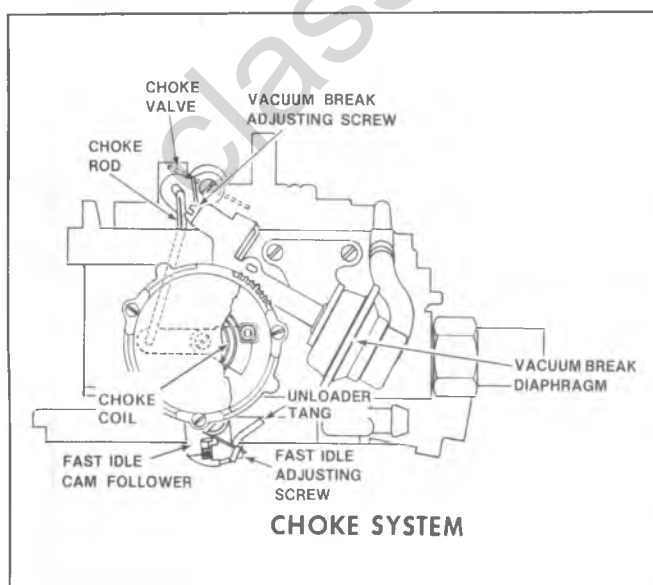 class
CHOKE
VALVE
VACUUM BREAK
ADJUSTING SCREW
CHOKE
ROD
VACUUM BREAK
DIAPHRAGM
CHOKE
COIL
UNLOADER
TANG
FAST IDLE
CAM FOLLOWER
FAST IDLE
ADJUSTING
SCREW
CHOKE SYSTEM